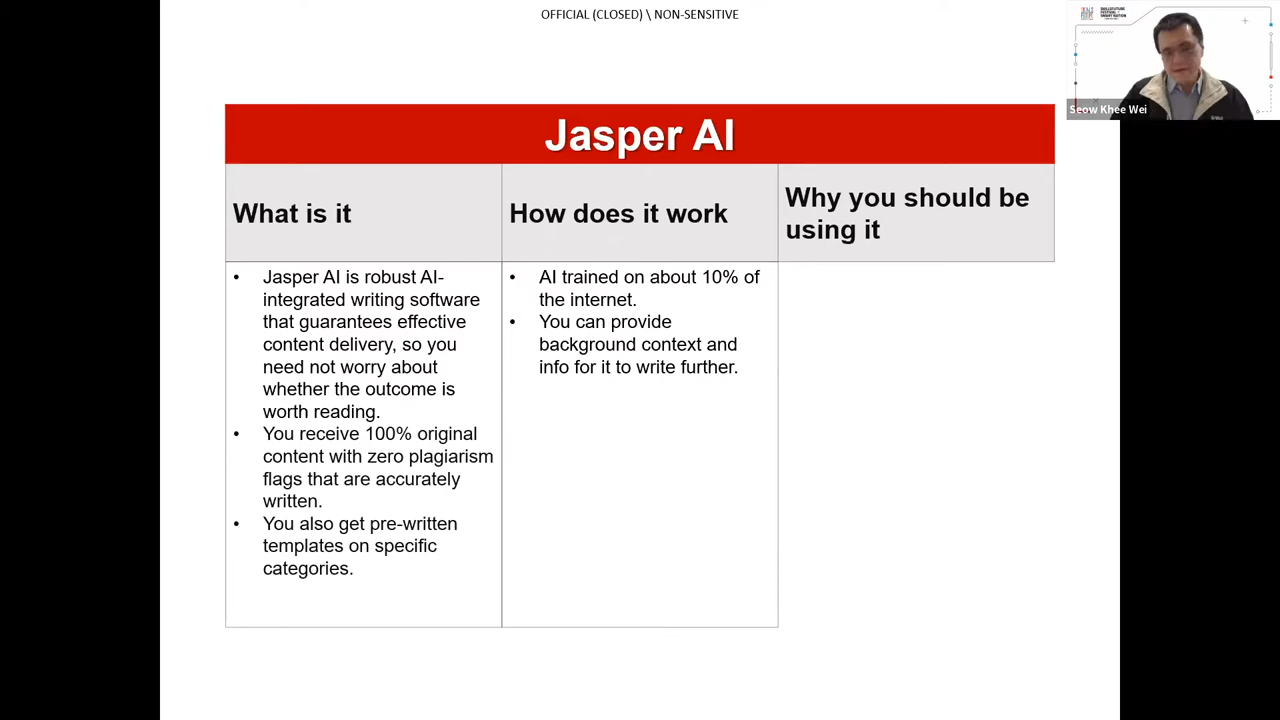 OFFICIAL (CLOSED) \ NON-SENSITIVE
SKILLSFUTURE
FESTIVAL
SMART NATION
Seow Khee Wei
Jasper AI
What is it
How does it work
Why you should be
using it
• Jasper AI is robust AI-
integrated writing software
that guarantees effective
content delivery, so you
need not worry about
whether the outcome is
worth reading.
• You receive 100% original
content with zero plagiarism
flags that are accurately
written.
• You also get pre-written
templates on specific
categories.
• AI trained on about 10% of
the internet.
• You can provide
background context and
info for it to write further.